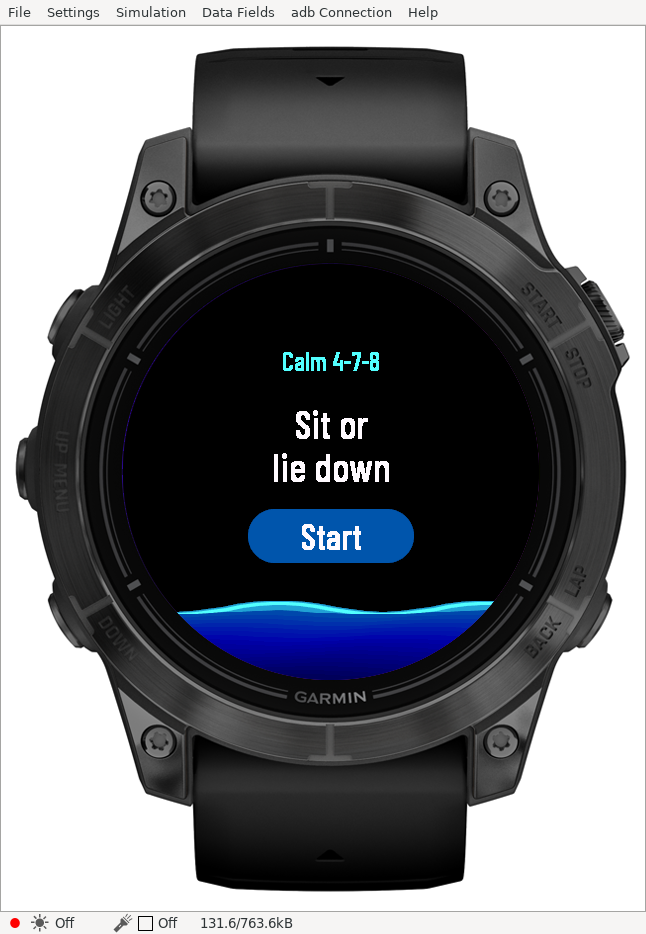 File Settings Simulation Data Fields adb Connection Help
LIGHT
START
STOP
Calm 4-7-8
Sit or
lie down
UP MENU
Start
LAP
BACK
DOWN
GARMIN
Off Off 131.6/763.6kB